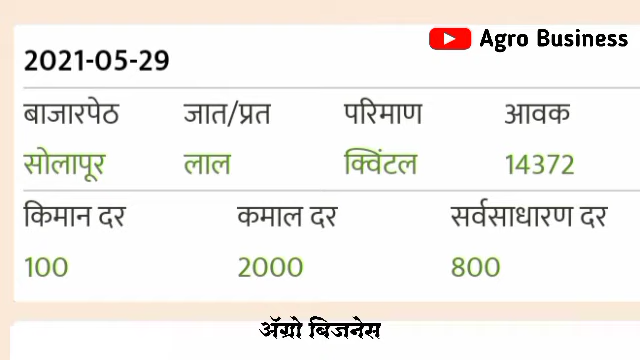 Agro Business
2021-05-29
बाजारपेठ जात/प्रत परिमाण आवक
सोलापूर लाल क्विंटल 14372
किमान दर कमाल दर सर्वसाधारण दर
100 2000 800
अ‍ॅग्रो बिजनेस